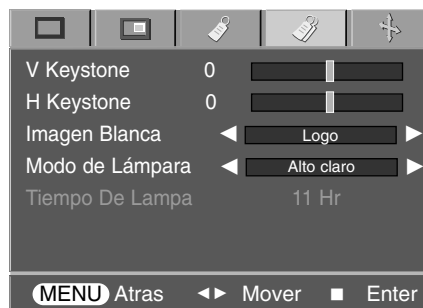 V Keystone 0
H Keystone 0
Imagen Blanca Logo
Modo de Lámpara Alto claro
Tiempo De Lampa 11 Hr
MENU Atras Mover Enter